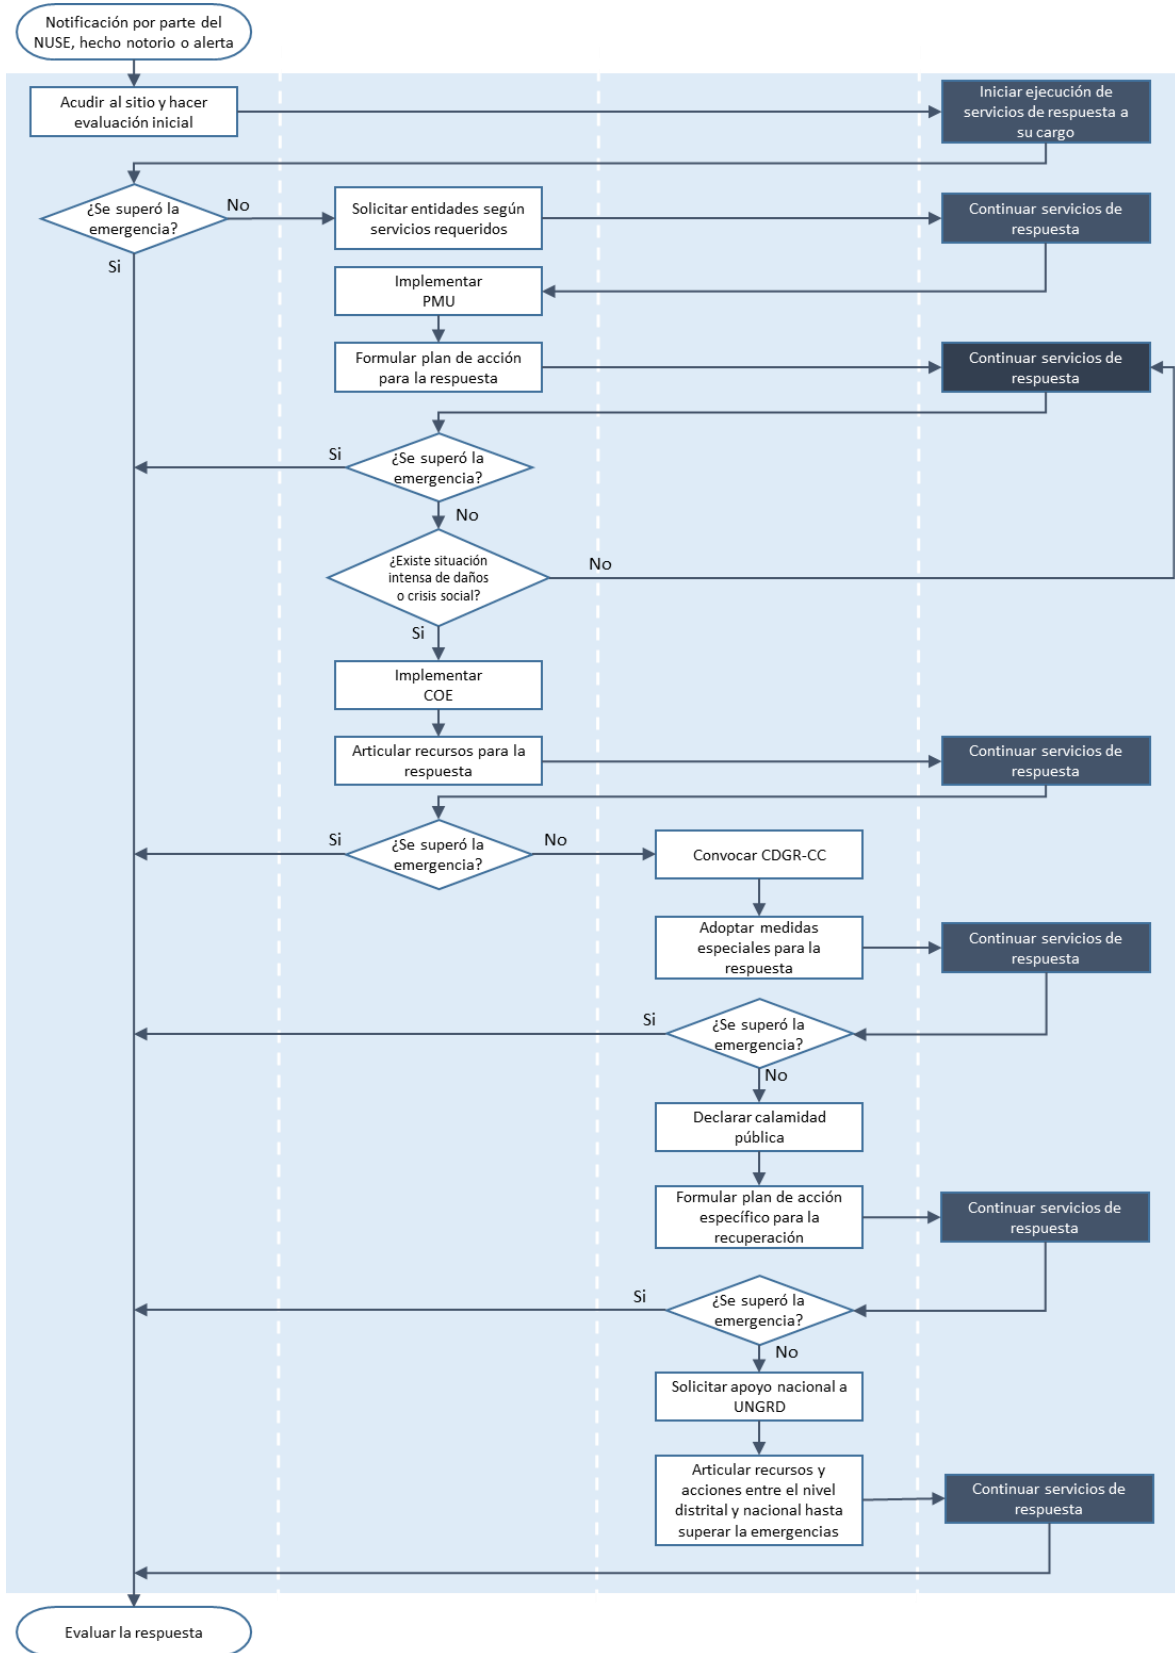 Notificación por parte del
NUSE, hecho notorio o alerta
Acudir al sitio y hacer
evaluación inicial
Iniciar ejecución de
servicios de respuesta a
su cargo
¿Se superó la
emergencia?
No
Si
Solicitar entidades según
servicios requeridos
Continuar servicios de
respuesta
Implementar
PMU
Formular plan de acción
para la respuesta
Continuar servicios de
respuesta
Si
¿Se superó la
emergencia?
No
¿Existe situación
intensa de daños
o crisis social?
No
Si
Implementar
COE
Articular recursos para la
respuesta
Continuar servicios de
respuesta
Si
¿Se superó la
emergencia?
No
Convocar CDGR-CC
Adoptar medidas
especiales para la
respuesta
Continuar servicios de
respuesta
Si
¿Se superó la
emergencia?
No
Declarar calamidad
pública
Formular plan de acción
específico para la
recuperación
Continuar servicios de
respuesta
Si
¿Se superó la
emergencia?
No
Solicitar apoyo nacional a
UNGRD
Articular recursos y
acciones entre el nivel
distrital y nacional hasta
superar la emergencias
Continuar servicios de
respuesta
Evaluar la respuesta